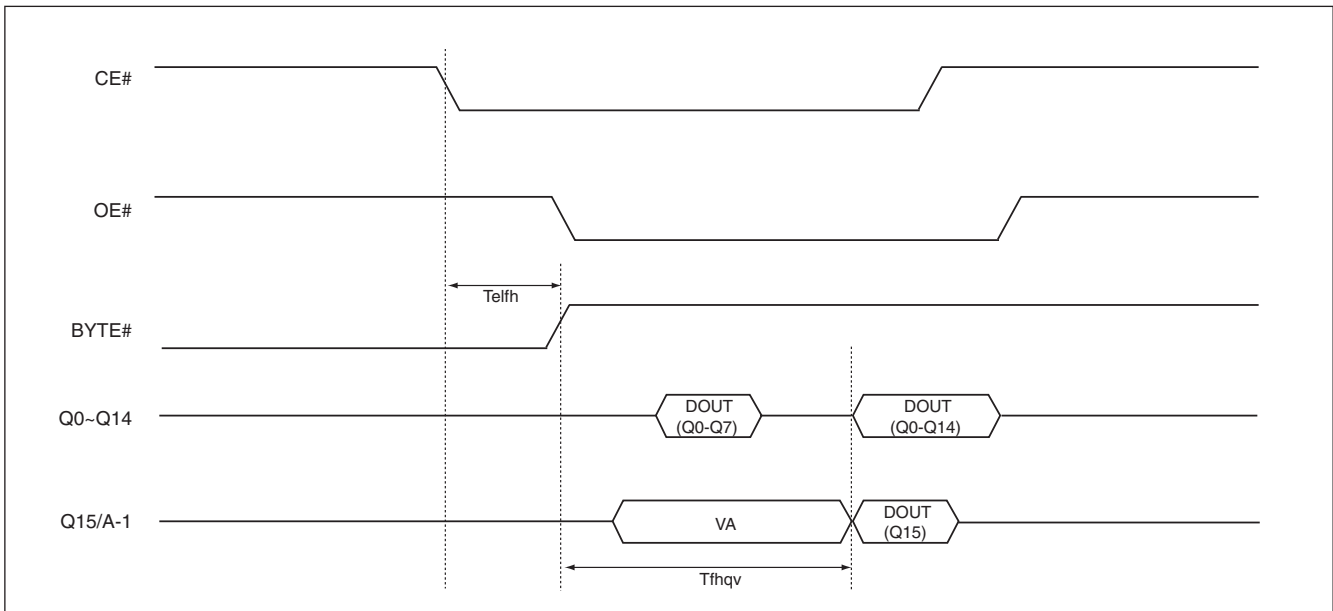 CE#
OE#
Telfh
BYTE#
Q0~Q14
DOUT
(Q0-Q7)
DOUT
(Q0-Q14)
Q15/A-1
VA
DOUT
(Q15)
Tfhqv